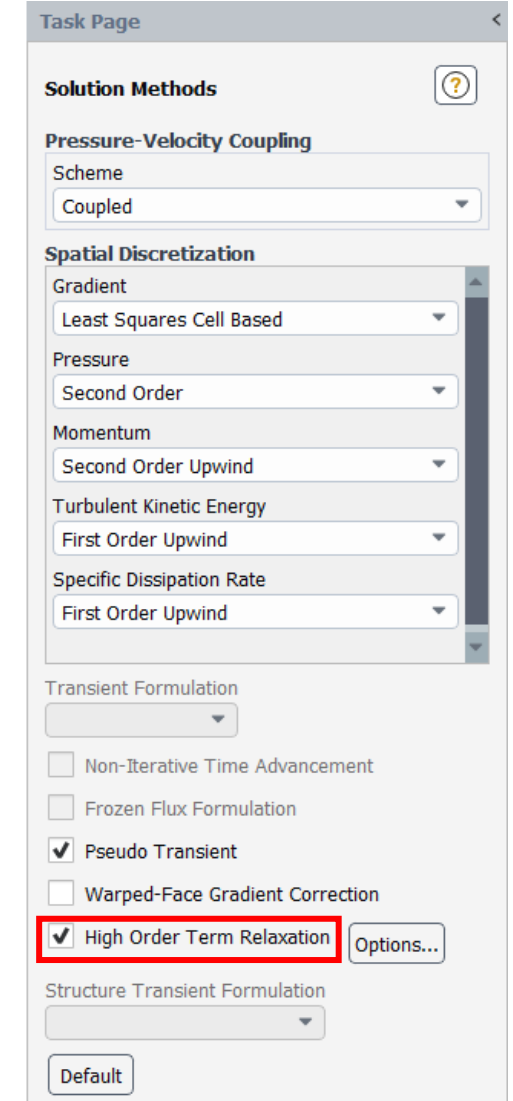 Task Page
<
Solution Methods
?
Pressure-Velocity Coupling
Scheme
Coupled
Spatial Discretization
Gradient
Least Squares Cell Based
Pressure
Second Order
Momentum
Second Order Upwind
Turbulent Kinetic Energy
First Order Upwind
Specific Dissipation Rate
First Order Upwind
Transient Formulation
Non-Iterative Time Advancement
Frozen Flux Formulation
Pseudo Transient
Warped-Face Gradient Correction
High Order Term Relaxation Options...
Structure Transient Formulation
Default